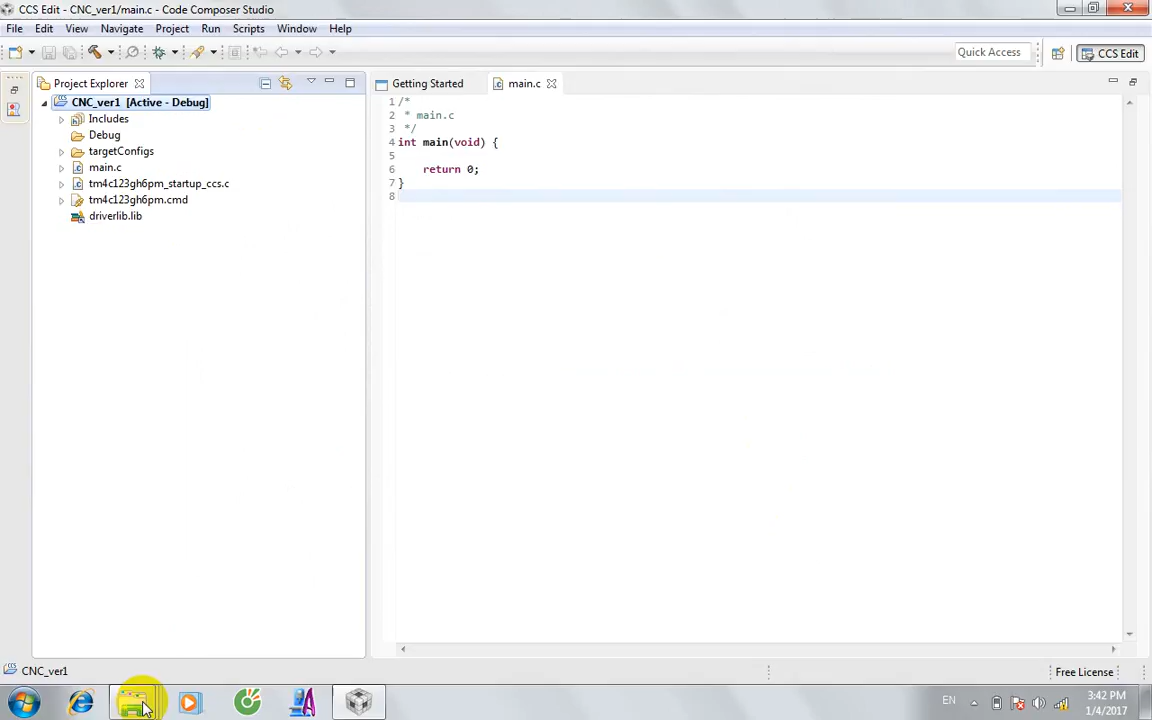 CCS Edit - CNC_ver1/main.c - Code Composer Studio
File Edit View Navigate Project Run Scripts Window Help
Quick Access
CCS Edit
Project Explorer
Getting Started
main.c
CNC_ver1 [Active - Debug]
Includes
Debug
targetConfigs
main.c
tm4c123gh6pm_startup_ccs.c
tm4c123gh6pm.cmd
driverlib.lib
1 /*
2 * main.c
3 */
4 int main(void) {
5
6 return 0;
7 }
8
CNC_ver1
Free License
EN
3:42 PM
1/4/2017